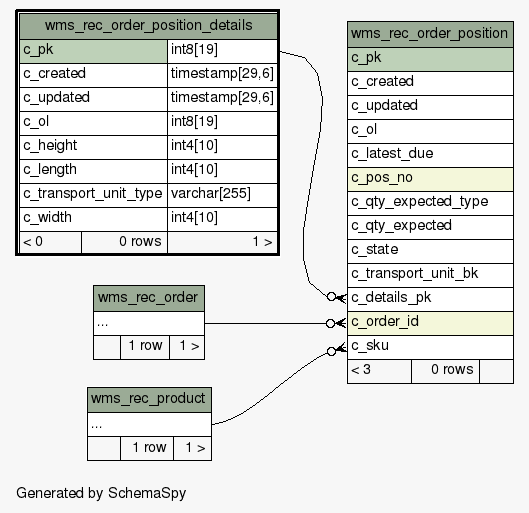 wms_rec_order_position_details
c_pk int8[19]
c_created timestamp[29,6]
c_updated timestamp[29,6]
c_ol int8[19]
c_height int4[10]
c_length int4[10]
c_transport_unit_type varchar[255]
c_width int4[10]
< 0 0 rows 1 >
wms_rec_order_position
c_pk
c_created
c_updated
c_ol
c_latest_due
c_pos_no
c_qty_expected_type
c_qty_expected
c_state
c_transport_unit_bk
c_details_pk
c_order_id
c_sku
< 3 0 rows
wms_rec_order
...
1 row 1 >
wms_rec_product
...
1 row 1 >
Generated by SchemaSpy